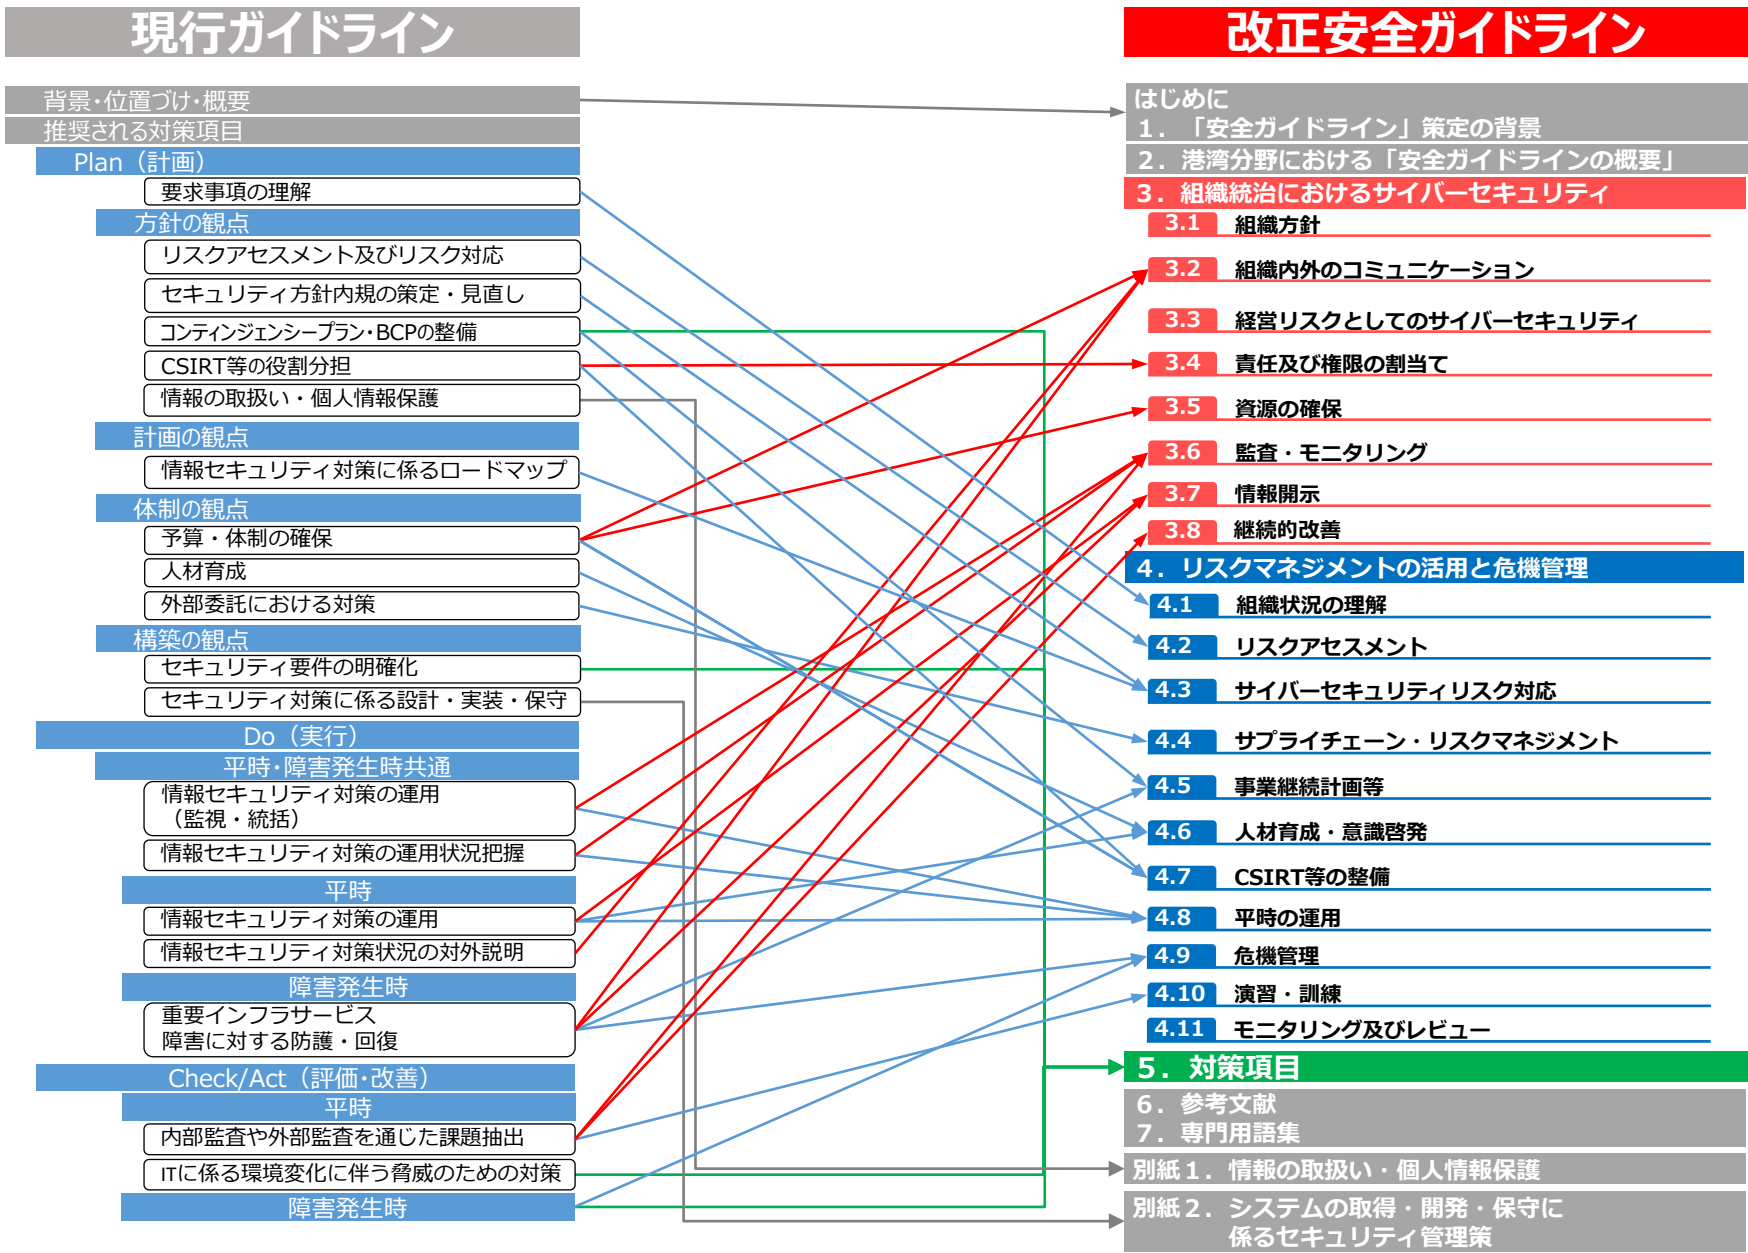 現行ガイドライン
背景・位置づけ・概要
推奨される対策項目
Plan（計画）
要求事項の理解
方針の観点
リスクアセスメント及びリスク対応
セキュリティ方針内規の策定・見直し
コンティンジェンシープラン・BCPの整備
CSIRT等の役割分担
情報の取扱い・個人情報保護
計画の観点
情報セキュリティ対策に係るロードマップ
体制の観点
予算・体制の確保
人材育成
外部委託における対策
構築の観点
セキュリティ要件の明確化
セキュリティ対策に係る設計・実装・保守
Do（実行）
平時・障害発生時共通
情報セキュリティ対策の運用
（監視・統括）
情報セキュリティ対策の運用状況把握
平時
情報セキュリティ対策の運用
情報セキュリティ対策状況の対外説明
障害発生時
重要インフラサービス
障害に対する防護・回復
Check/Act（評価・改善）
平時
内部監査や外部監査を通じた課題抽出
ITに係る環境変化に伴う脅威のための対策
障害発生時
改正安全ガイドライン
はじめに
１．「安全ガイドライン」策定の背景
２．港湾分野における「安全ガイドラインの概要」
３．組織統治におけるサイバーセキュリティ
3.1 組織方針
3.2 組織内外のコミュニケーション
3.3 経営リスクとしてのサイバーセキュリティ
3.4 責任及び権限の割当て
3.5 資源の確保
3.6 監査・モニタリング
3.7 情報開示
3.8 継続的改善
４．リスクマネジメントの活用と危機管理
4.1 組織状況の理解
4.2 リスクアセスメント
4.3 サイバーセキュリティリスク対応
4.4 サプライチェーン・リスクマネジメント
4.5 事業継続計画等
4.6 人材育成・意識啓発
4.7 CSIRT等の整備
4.8 平時の運用
4.9 危機管理
4.10 演習・訓練
4.11 モニタリング及びレビュー
５．対策項目
６．参考文献
７．専門用語集
別紙１．情報の取扱い・個人情報保護
別紙２．システムの取得・開発・保守に
係るセキュリティ管理策